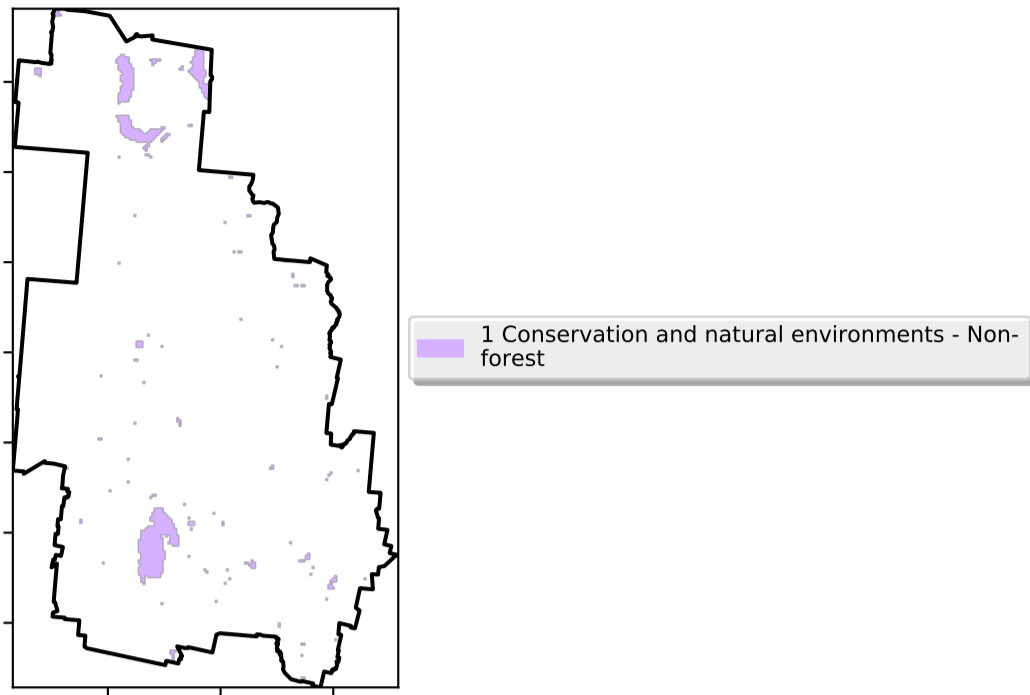 1 Conservation and natural environments - Non-
forest